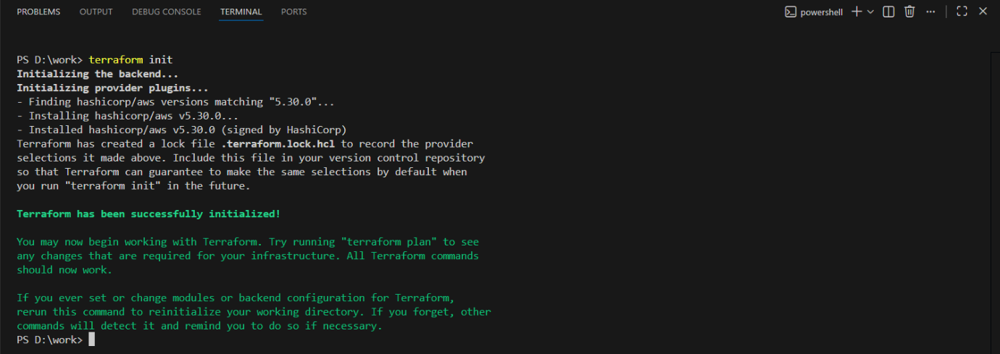 PROBLEMS OUTPUT DEBUG CONSOLE TERMINAL PORTS powershell
PS D:\work> terraform init
Initializing the backend...
Initializing provider plugins...
- Finding hashicorp/aws versions matching "5.30.0"...
- Installing hashicorp/aws v5.30.0...
- Installed hashicorp/aws v5.30.0 (signed by HashiCorp)
Terraform has created a lock file .terraform.lock.hcl to record the provider
selections it made above. Include this file in your version control repository
so that Terraform can guarantee to make the same selections by default when
you run "terraform init" in the future.
Terraform has been successfully initialized!
You may now begin working with Terraform. Try running "terraform plan" to see
any changes that are required for your infrastructure. All Terraform commands
should now work.
If you ever set or change modules or backend configuration for Terraform,
rerun this command to reinitialize your working directory. If you forget, other
commands will detect it and remind you to do so if necessary.
PS D:\work>